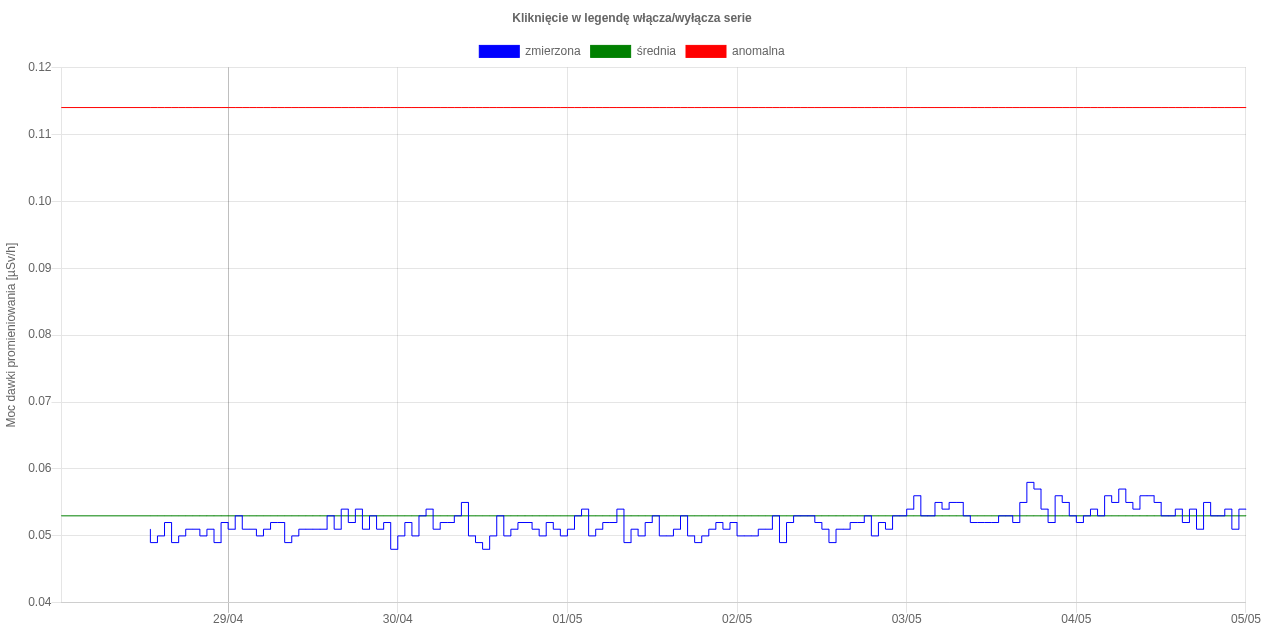 Kliknięcie w legendę włącza/wyłącza serie
zmierzona średnia anomalna
Moc dawki promieniowania [µSv/h]
0.12
0.11
0.10
0.09
0.08
0.07
0.06
0.05
0.04
29/04 30/04 01/05 02/05 03/05 04/05 05/05